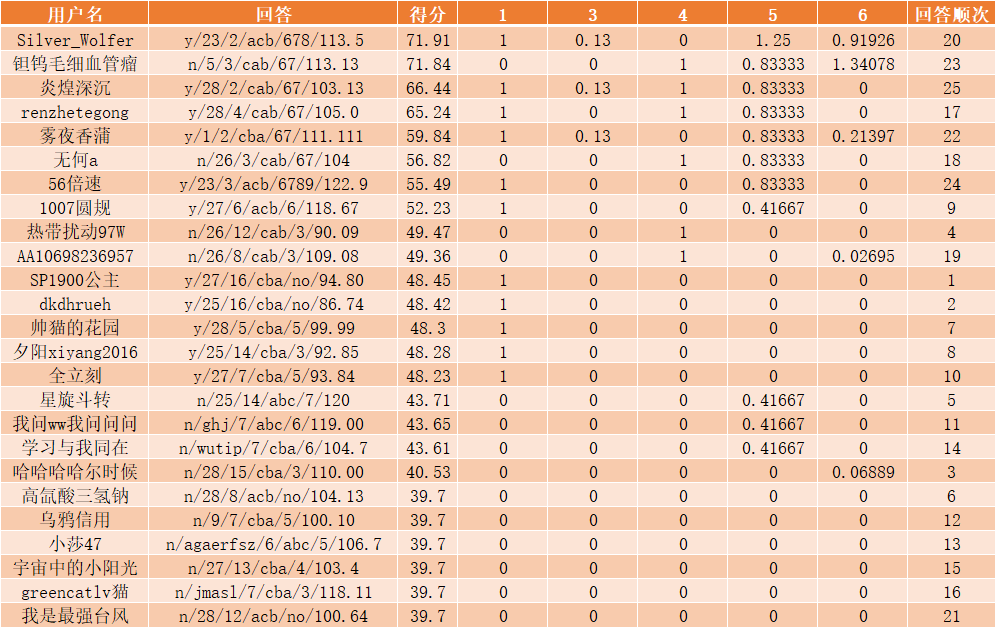 用户名 回答 得分 1 3 4 5 6 回答顺次
Silver_Wolfer y/23/2/acb/678/113.5 71.91 1 0.13 0 1.25 0.91926 20
钽钨毛细血管瘤 n/5/3/cab/67/113.13 71.84 0 0 1 0.83333 1.34078 23
炎煌深沉 y/28/2/cab/67/103.13 66.44 1 0.13 1 0.83333 0 25
renzhetegong y/28/4/cab/67/105.0 65.24 1 0 1 0.83333 0 17
雾夜香蒲 y/1/2/cba/67/111.111 59.84 1 0.13 0 0.83333 0.21397 22
无何a n/26/3/cab/67/104 56.82 0 0 1 0.83333 0 18
56倍速 y/23/3/acb/6789/122.9 55.49 1 0 0 0.83333 0 24
1007圆规 y/27/6/acb/6/118.67 52.23 1 0 0 0.41667 0 9
热带扰动97W n/26/12/cab/3/90.09 49.47 0 0 1 0 0 4
AA10698236957 n/26/8/cab/3/109.08 49.36 0 0 1 0 0.02695 19
SP1900公主 y/27/16/cba/no/94.80 48.45 1 0 0 0 0 1
dkdhrueh y/25/16/cba/no/86.74 48.42 1 0 0 0 0 2
帅猫的花园 y/28/5/cba/5/99.99 48.3 1 0 0 0 0 7
夕阳xiyang2016 y/25/14/cba/3/92.85 48.28 1 0 0 0 0 8
全立刻 y/27/7/cba/5/93.84 48.23 1 0 0 0 0 10
星旋斗转 n/25/14/abc/7/120 43.71 0 0 0 0.41667 0 5
我问ww我问问问 n/ghj/7/abc/6/119.00 43.65 0 0 0 0.41667 0 11
学习与我同在 n/wutip/7/cba/6/104.7 43.61 0 0 0 0.41667 0 14
哈哈哈哈尔时候 n/28/15/cba/3/110.00 40.53 0 0 0 0 0.06889 3
高氙酸三氢钠 n/28/8/acb/no/104.13 39.7 0 0 0 0 0 6
乌鸦信用 n/9/7/cba/5/100.10 39.7 0 0 0 0 0 12
小莎47 n/agaerfsz/6/abc/5/106.7 39.7 0 0 0 0 0 13
宇宙中的小阳光 n/27/13/cba/4/103.4 39.7 0 0 0 0 0 15
greencatlv猫 n/jmasl/7/cba/3/118.11 39.7 0 0 0 0 0 16
我是最强台风 n/28/12/acb/no/100.64 39.7 0 0 0 0 0 21